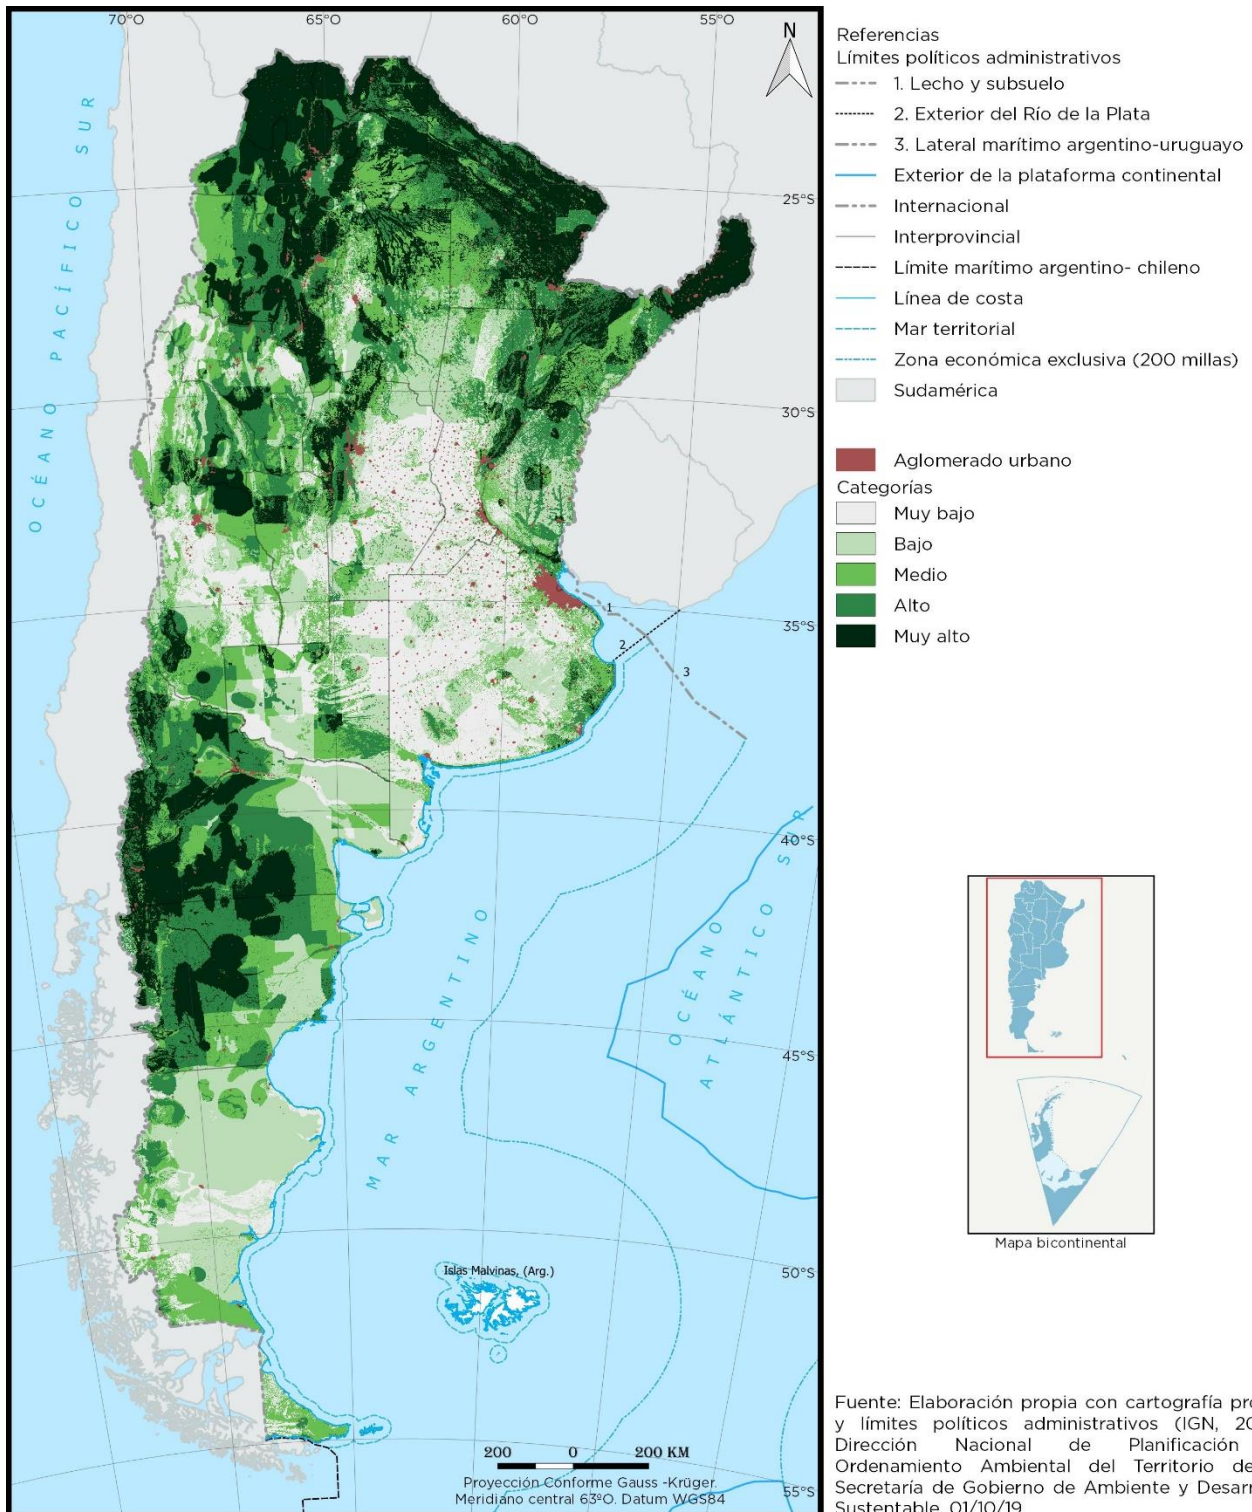 70°O
65°O
60°O
55°O
N
25°S
30°S
35°S
40°S
45°S
50°S
55°S
OCÉANO PACÍFICO SUR
1
2
3
MAR ARGENTINO
OCÉANO
ATLÁNTICO SUR
Islas Malvinas, (Arg.)
200 0 200 KM
Proyección Conforme Gauss -Krüger.
Meridiano central 63°O. Datum WGS84
Referencias
Límites políticos administrativos
1. Lecho y subsuelo
2. Exterior del Río de la Plata
3. Lateral marítimo argentino-uruguayo
Exterior de la plataforma continental
Internacional
Interprovincial
Límite marítimo argentino- chileno
Línea de costa
Mar territorial
Zona económica exclusiva (200 millas)
Sudamérica
Aglomerado urbano
Categorías
Muy bajo
Bajo
Medio
Alto
Muy alto
Mapa bicontinental
Fuente: Elaboración propia con cartografía pro
y límites políticos administrativos (IGN, 20
Dirección Nacional de Planificación
Ordenamiento Ambiental del Territorio de
Secretaría de Gobierno de Ambiente y Desar
Sustentable, 01/10/19